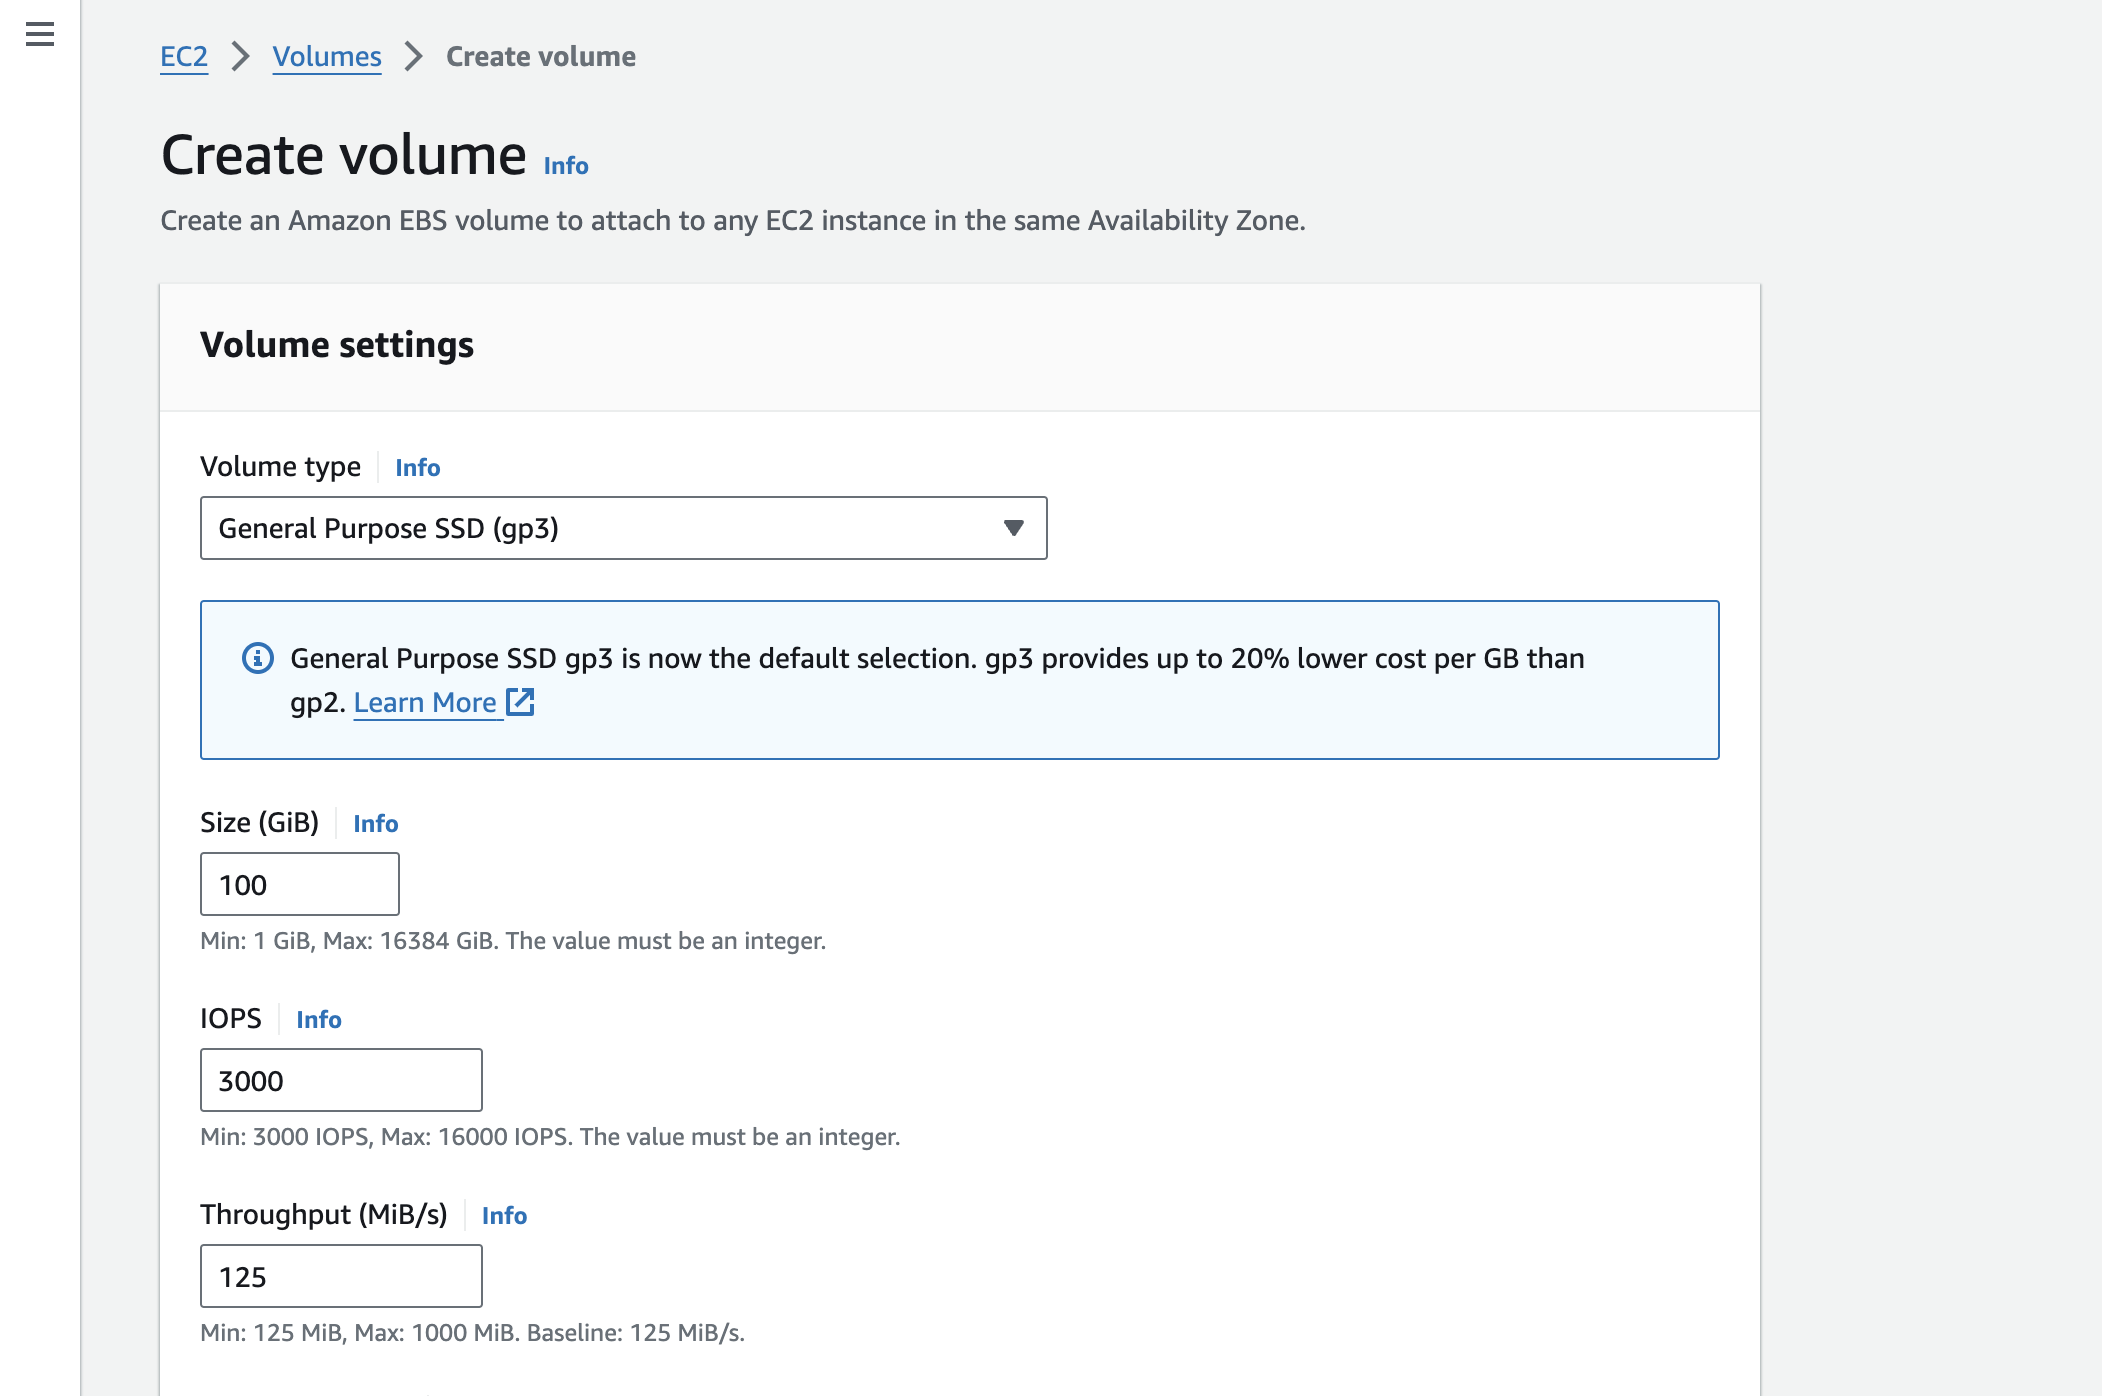 EC2 > Volumes > Create volume
Create volume Info
Create an Amazon EBS volume to attach to any EC2 instance in the same Availability Zone.
Volume settings
Volume type Info
General Purpose SSD (gp3)
General Purpose SSD gp3 is now the default selection. gp3 provides up to 20% lower cost per GB than
gp2. Learn More
Size (GiB) Info
100
Min: 1 GiB, Max: 16384 GiB. The value must be an integer.
IOPS Info
3000
Min: 3000 IOPS, Max: 16000 IOPS. The value must be an integer.
Throughput (MiB/s) Info
125
Min: 125 MiB, Max: 1000 MiB. Baseline: 125 MiB/s.